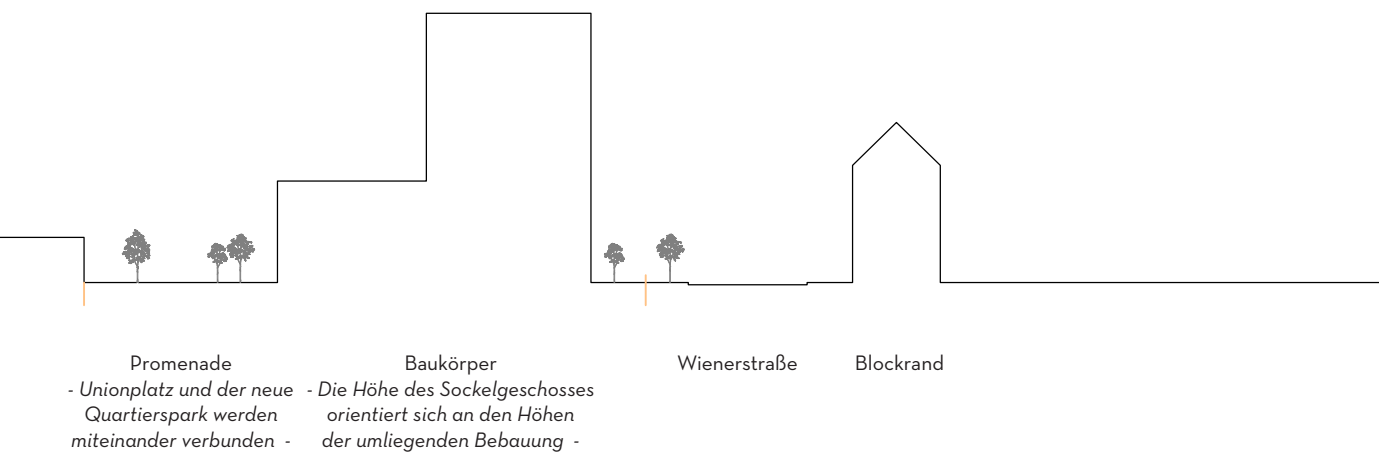 Promenade
- Unionplatz und der neue
Quartierspark werden
miteinander verbunden -
Baukörper
- Die Höhe des Sockelgeschosses
orientiert sich an den Höhen
der umliegenden Bebauung -
Wienerstraße
Blockrand